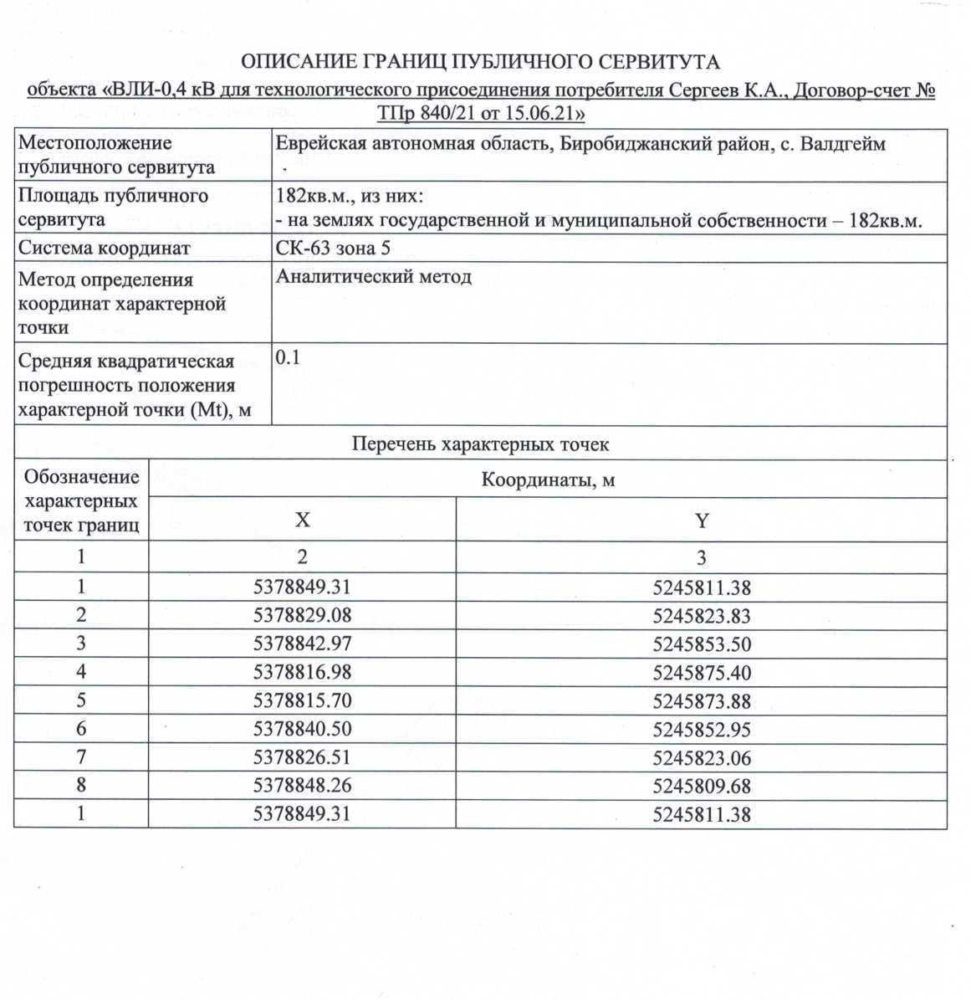 ОПИСАНИЕ ГРАНИЦ ПУБЛИЧНОГО СЕРВИТУТА
объекта «ВЛИ-0,4 кВ для технологического присоединения потребителя Сергеев К.А., Договор-счет №
ТПр 840/21 от 15.06.21»
Местоположение
публичного сервитута
Еврейская автономная область, Биробиджанский район, с. Валдгейм
Площадь публичного
сервитута
182кв.м., из них:
- на землях государственной и муниципальной собственности – 182кв.м.
Система координат
СК-63 зона 5
Метод определения
координат характерной
точки
Аналитический метод
Средняя квадратическая
погрешность положения
характерной точки (Mt), м
0.1
Перечень характерных точек
Обозначение
характерных
точек границ
Координаты, м
X
Y
1 2 3
1 5378849.31 5245811.38
2 5378829.08 5245823.83
3 5378842.97 5245853.50
4 5378816.98 5245875.40
5 5378815.70 5245873.88
6 5378840.50 5245852.95
7 5378826.51 5245823.06
8 5378848.26 5245809.68
1 5378849.31 5245811.38